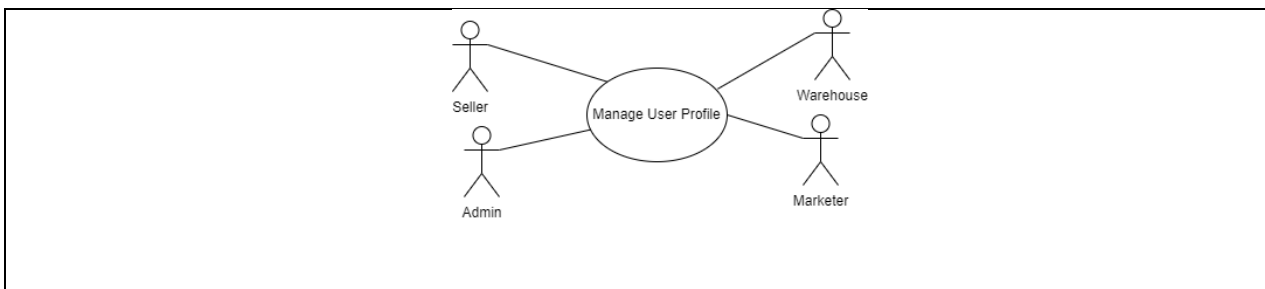 Seller
Admin
Manage User Profile
Warehouse
Marketer